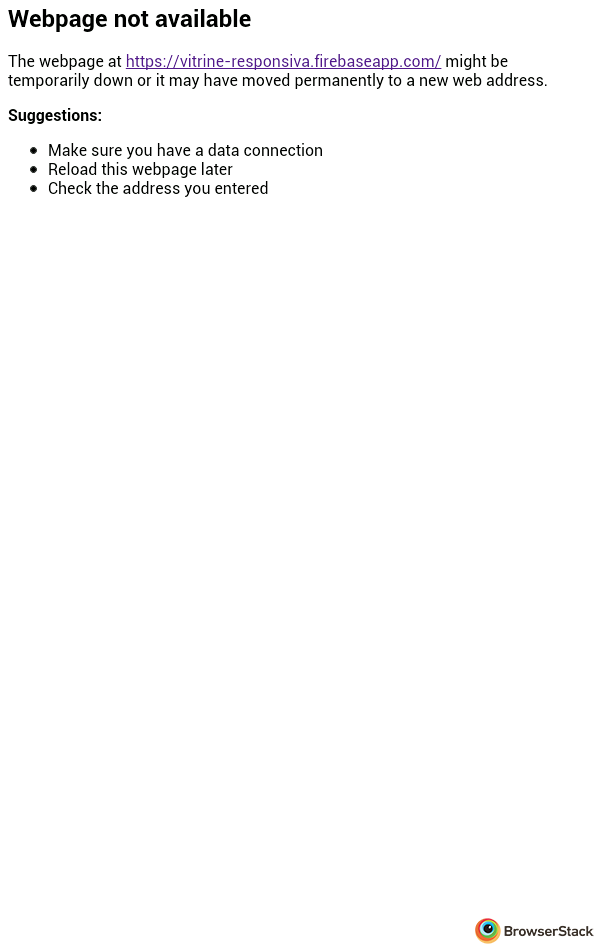 Webpage not available
The webpage at https://vitrine-responsiva.firebaseapp.com/ might be
temporarily down or it may have moved permanently to a new web address.
Suggestions:
Make sure you have a data connection
Reload this webpage later
Check the address you entered
BrowserStack